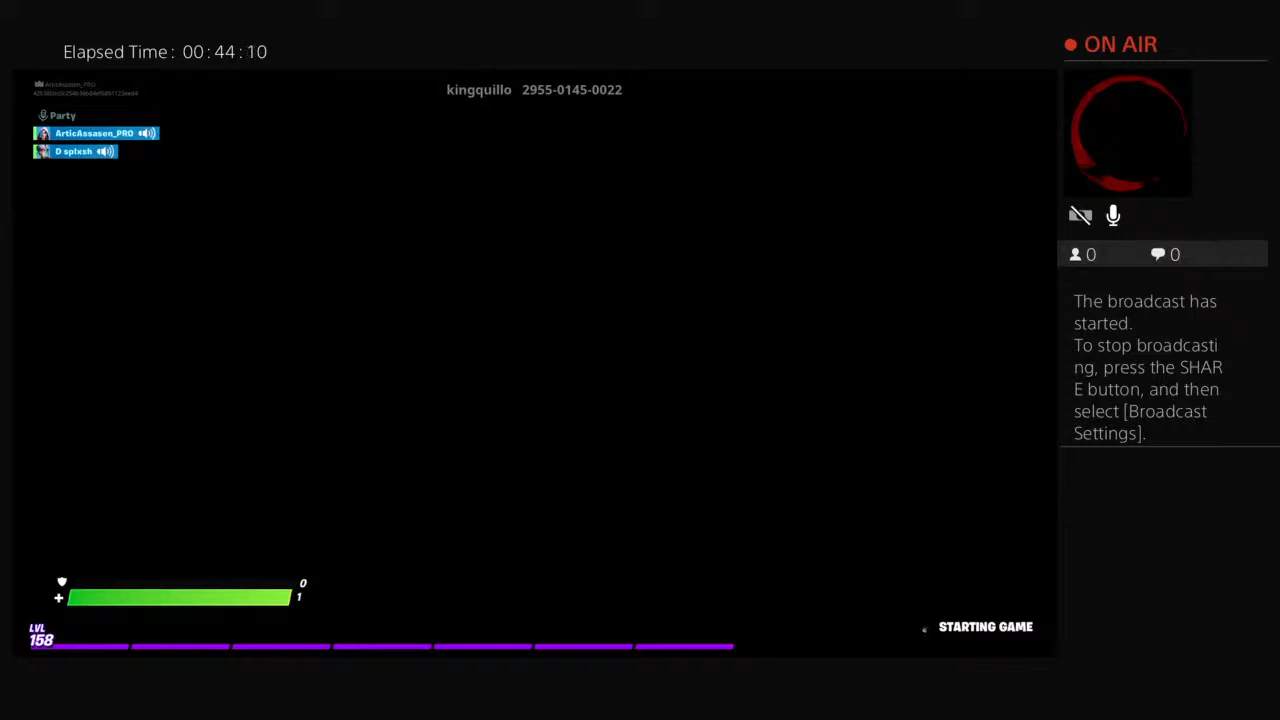 Elapsed Time: 00:44:10
ON AIR
ArticAssasen_PRO
kingquillo 2955-0145-0022
Party
ArticAssasen_PRO
D splxsh
0 0
The broadcast has
started.
To stop broadcasti
ng, press the SHAR
E button, and then
select [Broadcast
Settings].
0
1
LVL
158
STARTING GAME